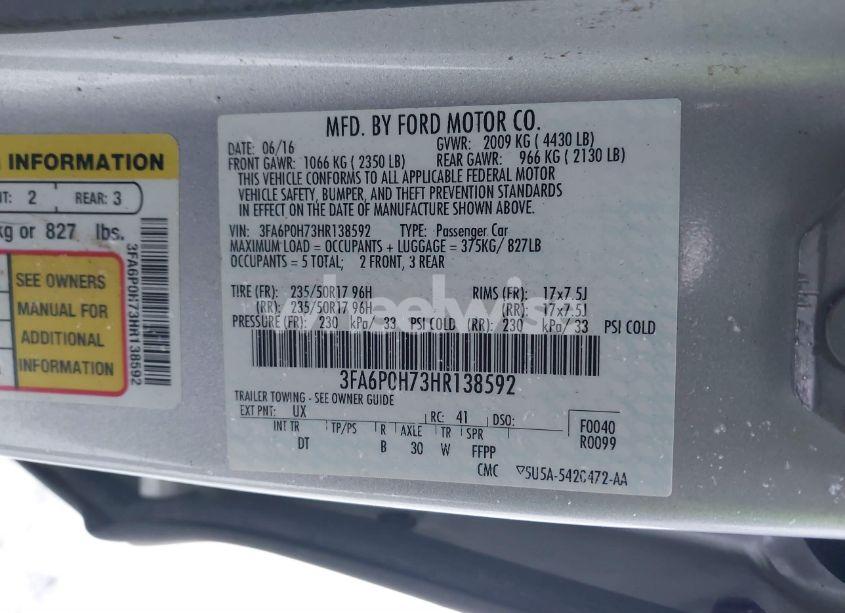 MFD. BY FORD MOTOR CO.
DATE: 06/16 GVWR: 2009 KG ( 4430 LB)
FRONT GAWR: 1066 KG ( 2350 LB) REAR GAWR: 966 KG ( 2130 LB)
THIS VEHICLE CONFORMS TO ALL APPLICABLE FEDERAL MOTOR
VEHICLE SAFETY, BUMPER, AND THEFT PREVENTION STANDARDS
IN EFFECT ON THE DATE OF MANUFACTURE SHOWN ABOVE.
VIN: 3FA6P0H73HR138592 TYPE: Passenger Car
MAXIMUM LOAD = OCCUPANTS + LUGGAGE = 375KG/ 827LB
OCCUPANTS = 5 TOTAL; 2 FRONT, 3 REAR
TIRE (FR): 235/50R17 96H RIMS (FR): 17x7.5J
(RR): 235/50R17 96H (RR): 17x7.5J
PRESSURE (FR): 230 kPa/ 33 PSI COLD (RR): 230 kPa/ 33 PSI COLD
3FA6P0H73HR138592
TRAILER TOWING - SEE OWNER GUIDE
EXT PNT: UX RC: 41 DSO: F0040
INT TR TP/PS R AXLE TR SPR R0099
DT B 30 W FFPP
CMC 5U5A-5420472-AA
INFORMATION
2 REAR: 3
kg or 827 lbs.
SEE OWNERS
MANUAL FOR
ADDITIONAL
INFORMATION
3FA6P0H73HR138592